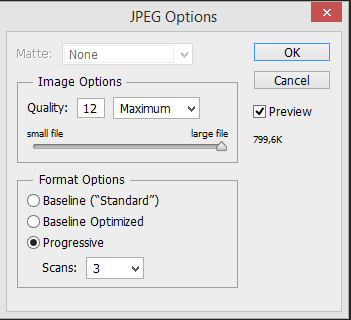 JPEG Options
Matte: None
OK
Image Options
Cancel
Quality: 12 Maximum
Preview
small file large file
799,6K
Format Options
Baseline ("Standard")
Baseline Optimized
Progressive
Scans: 3